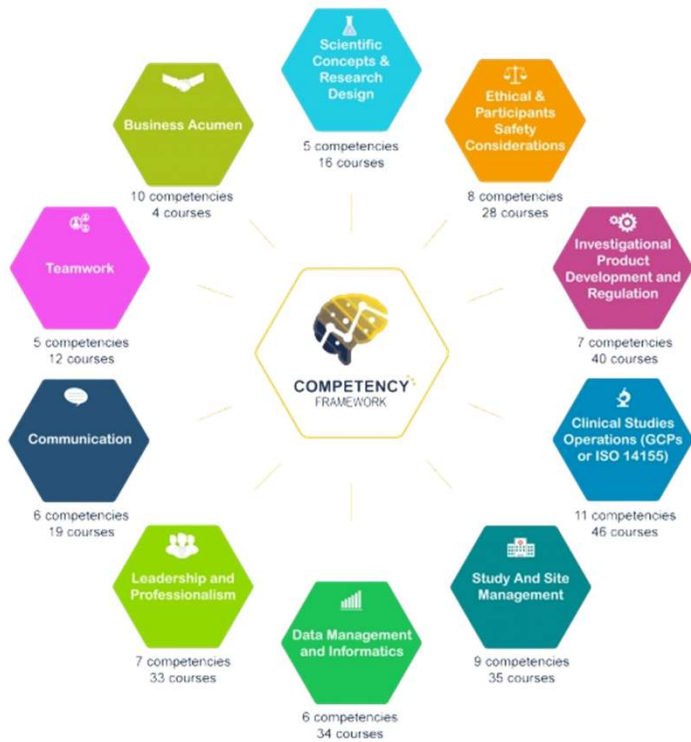 Scientific
Concepts &
Research
Design
5 competencies
16 courses
Ethical &
Participants
Safety
Considerations
8 competencies
28 courses
Investigational
Product
Development and
Regulation
7 competencies
40 courses
Clinical Studies
Operations (GCPs
or ISO 14155)
11 competencies
46 courses
Study And Site
Management
9 competencies
35 courses
Data Management
and Informatics
6 competencies
34 courses
Leadership and
Professionalism
7 competencies
33 courses
Communication
6 competencies
19 courses
Teamwork
5 competencies
12 courses
Business Acumen
10 competencies
4 courses
COMPETENCY
FRAMEWORK